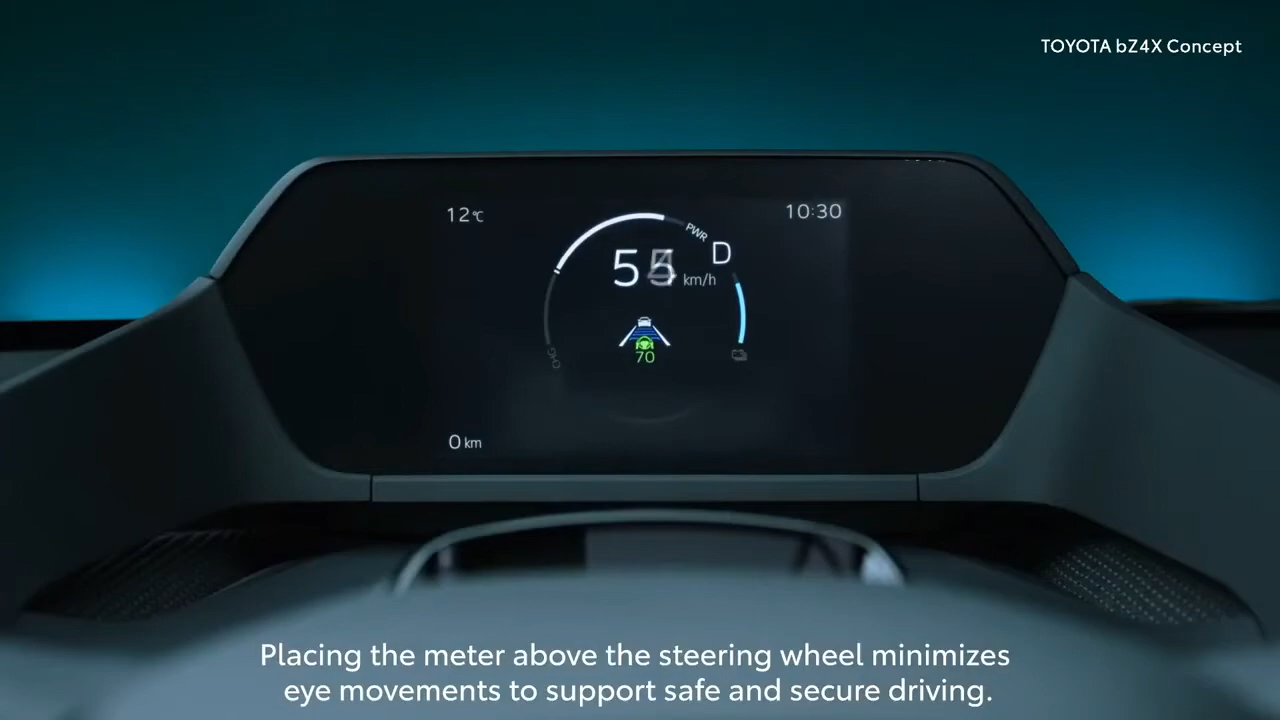 TOYOTA bZ4X Concept
12℃
10:30
PWR
D
km/h
CHG
70
0 km
Placing the meter above the steering wheel minimizes
eye movements to support safe and secure driving.